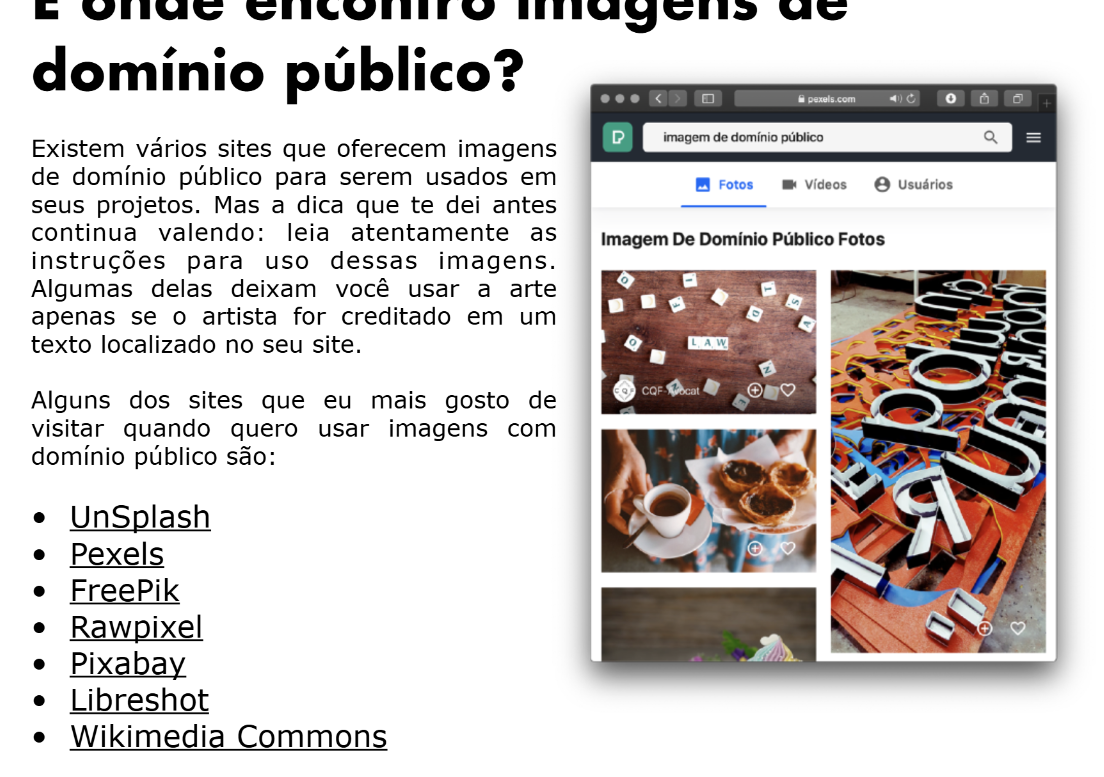 E onde encontro imagens de
domínio público?
Existem vários sites que oferecem imagens
de domínio público para serem usados em
seus projetos. Mas a dica que te dei antes
continua valendo: leia atentamente as
instruções para uso dessas imagens.
Algumas delas deixam você usar a arte
apenas se o artista for creditado em um
texto localizado no seu site.
Alguns dos sites que eu mais gosto de
visitar quando quero usar imagens com
domínio público são:
• UnSplash
• Pexels
• FreePik
• Rawpixel
• Pixabay
• Libreshot
• Wikimedia Commons
pexels.com
imagem de domínio público
Fotos Vídeos Usuários
Imagem De Domínio Público Fotos
LAW
CQF-Avocat